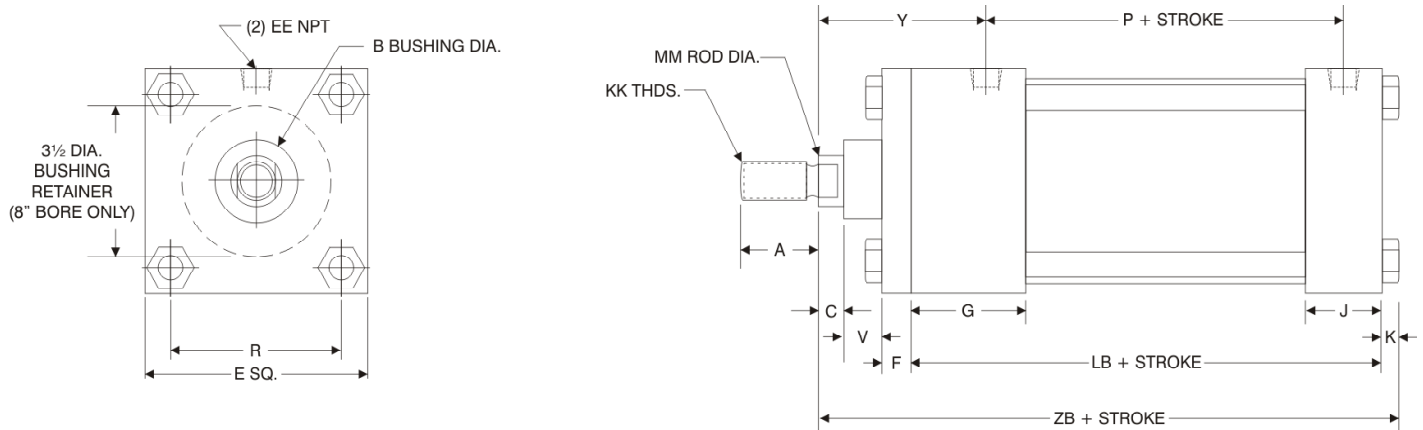 (2) EE NPT
B BUSHING DIA.
3½ DIA.
BUSHING
RETAINER
(8" BORE ONLY)
R
E SQ.
Y
P + STROKE
MM ROD DIA.
KK THDS.
A
C
G
J
V
K
F
LB + STROKE
ZB + STROKE